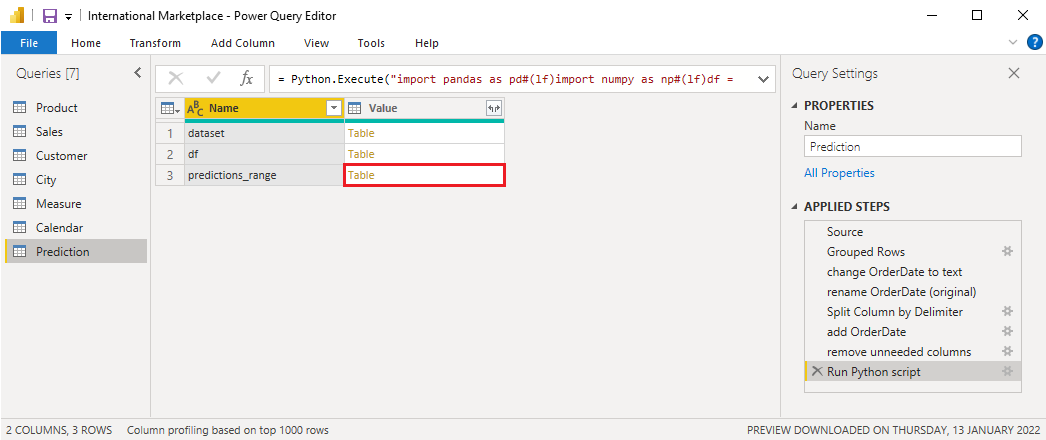 International Marketplace - Power Query Editor
File Home Transform Add Column View Tools Help
Queries [7]
Product
Sales
Customer
City
Measure
Calendar
Prediction
fx = Python.Execute("import pandas as pd#(lf)import numpy as np#(lf)df =
ABC Name Value
1 dataset Table
2 df Table
3 predictions_range Table
Query Settings
PROPERTIES
Name
Prediction
All Properties
APPLIED STEPS
Source
Grouped Rows
change OrderDate to text
rename OrderDate (original)
Split Column by Delimiter
add OrderDate
remove unneeded columns
Run Python script
2 COLUMNS, 3 ROWS Column profiling based on top 1000 rows PREVIEW DOWNLOADED ON THURSDAY, 13 JANUARY 2022